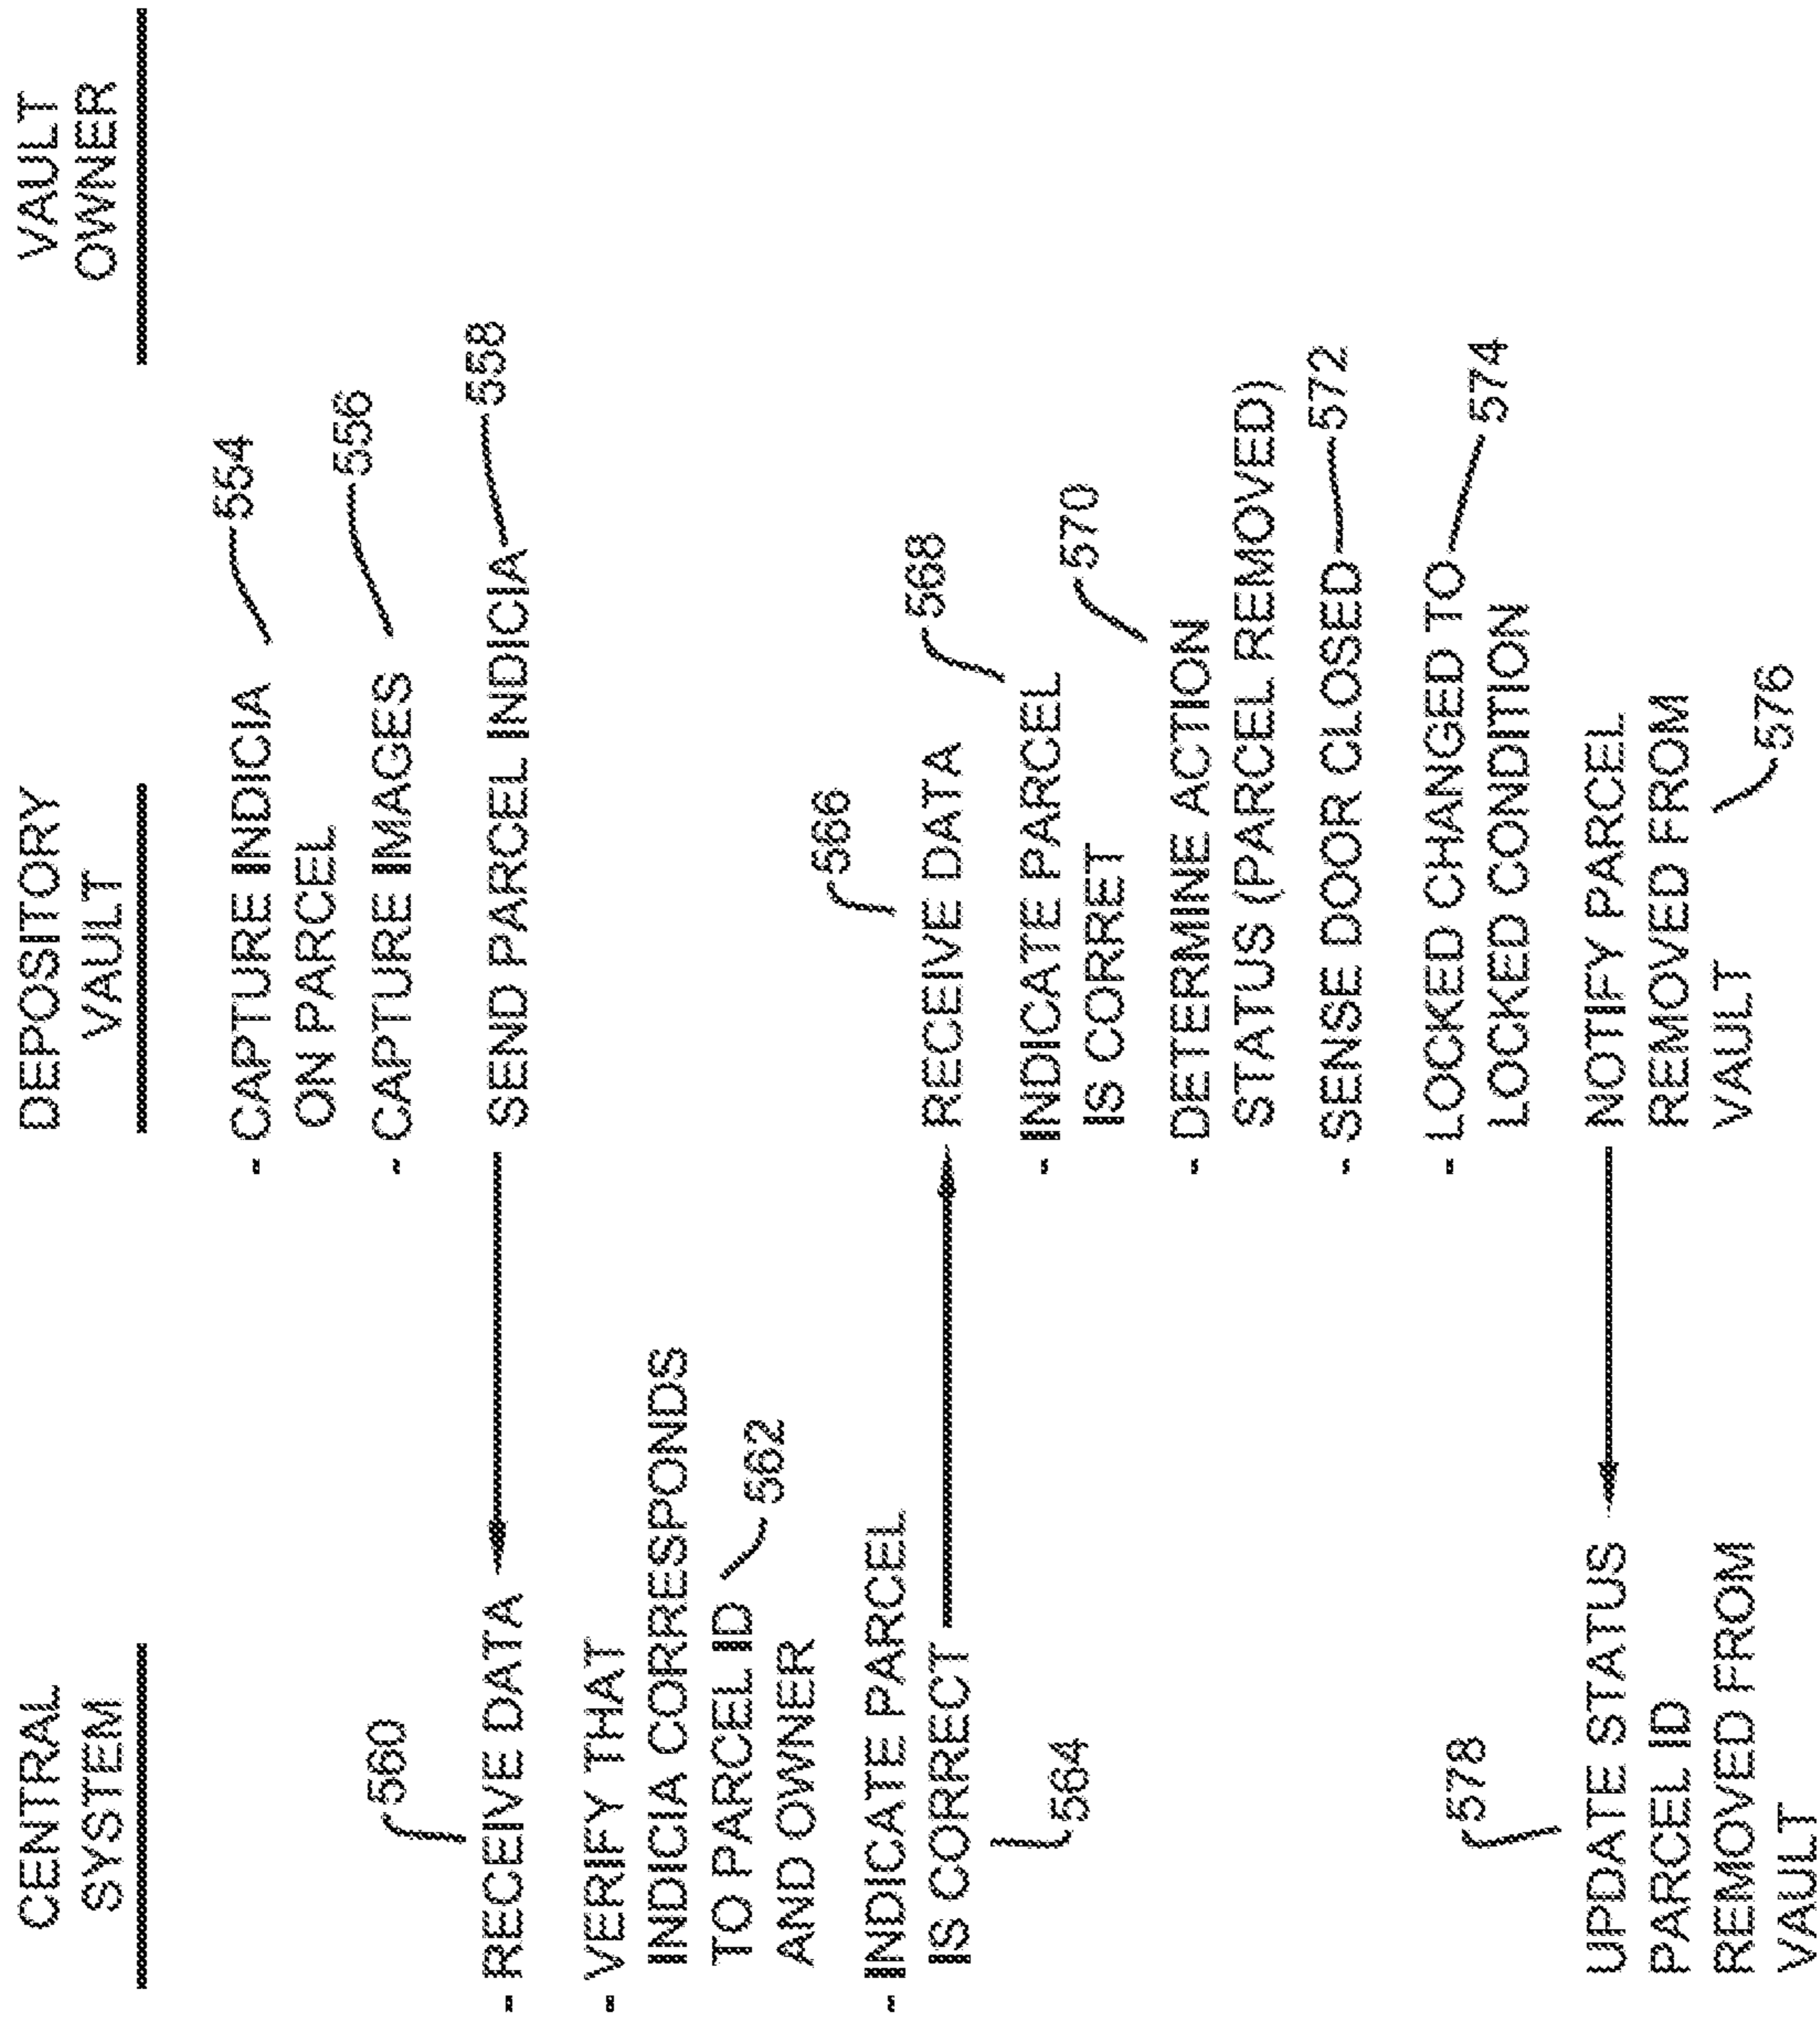 CENTRAL
SYSTEM
DEPOSITORY
VAULT
VAULT
OWNER
- CAPTURE INDICIA
ON PARCEL
554
- CAPTURE IMAGES
556
SEND PARCEL INDICIA
558
560
- RECEIVE DATA
- VERIFY THAT
INDICIA CORRESPONDS
TO PARCEL ID
AND OWNER
562
- INDICATE PARCEL
IS CORRECT
564
566
RECEIVE DATA
- INDICATE PARCEL
IS CORRET
568
- DETERMINE ACTION
STATUS (PARCEL REMOVED)
570
- SENSE DOOR CLOSED
572
- LOCKED CHANGED TO
LOCKED CONDITION
574
NOTIFY PARCEL
REMOVED FROM
VAULT
576
578
UPDATE STATUS
PARCEL ID
REMOVED FROM
VAULT